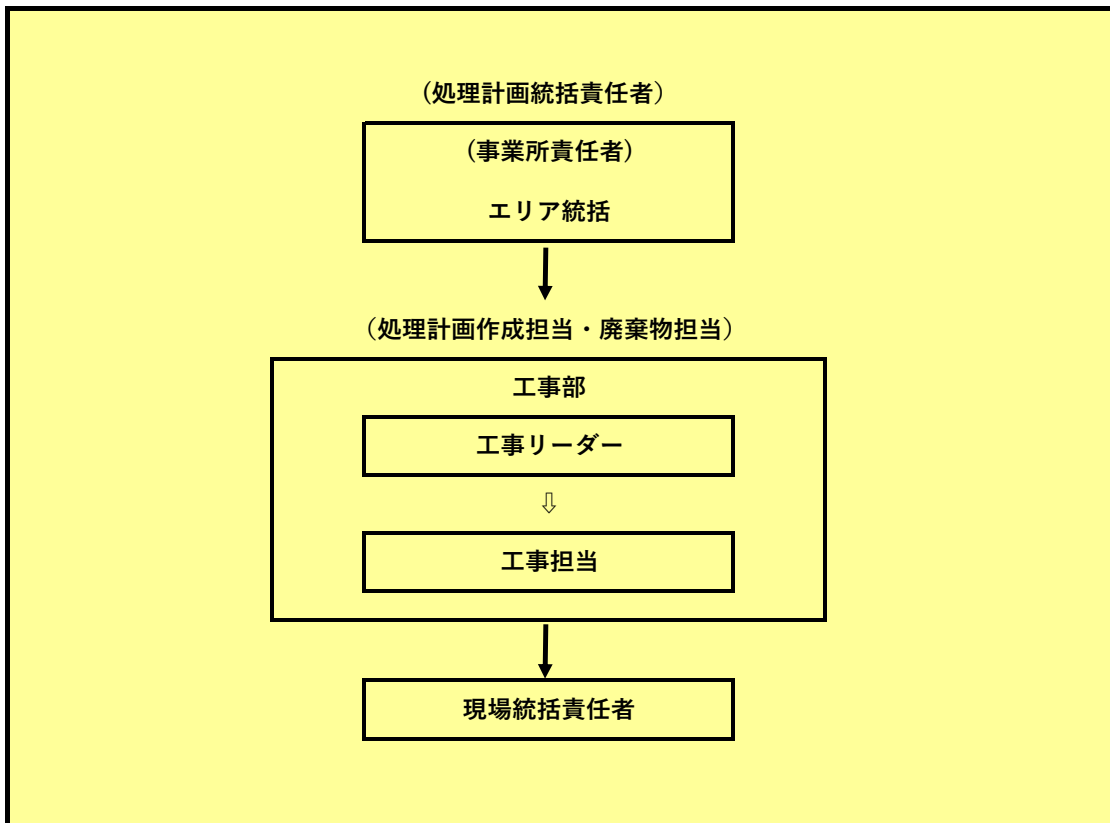 (処理計画統括責任者)
(事業所責任者)
エリア統括
(処理計画作成担当・廃棄物担当)
工事部
工事リーダー
⇩
工事担当
現場統括責任者